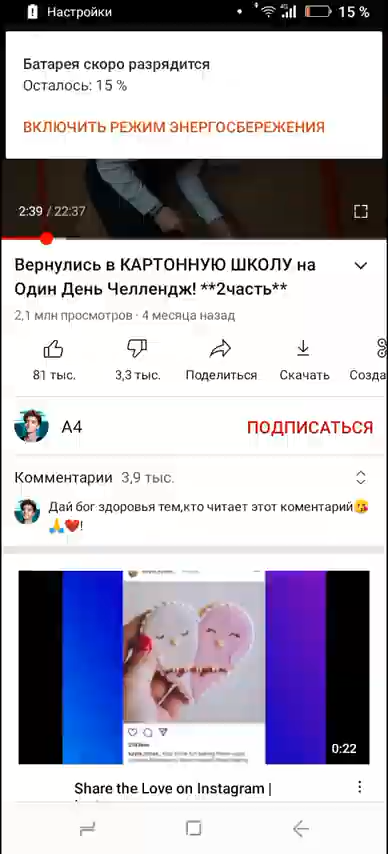 Настройки
15 %
Батарея скоро разрядится
Осталось: 15 %
ВКЛЮЧИТЬ РЕЖИМ ЭНЕРГОСБЕРЕЖЕНИЯ
2:39 / 22:37
Вернулись в КАРТОННУЮ ШКОЛУ на
Один День Челлендж! **2часть**
2,1 млн просмотров · 4 месяца назад
81 тыс.
3,3 тыс.
Поделиться
Скачать
Созда
A4
ПОДПИСАТЬСЯ
Комментарии 3,9 тыс.
Дай бог здоровья тем,кто читает этот коментарий😘
🙏❤️!
0:22
Share the Love on Instagram |